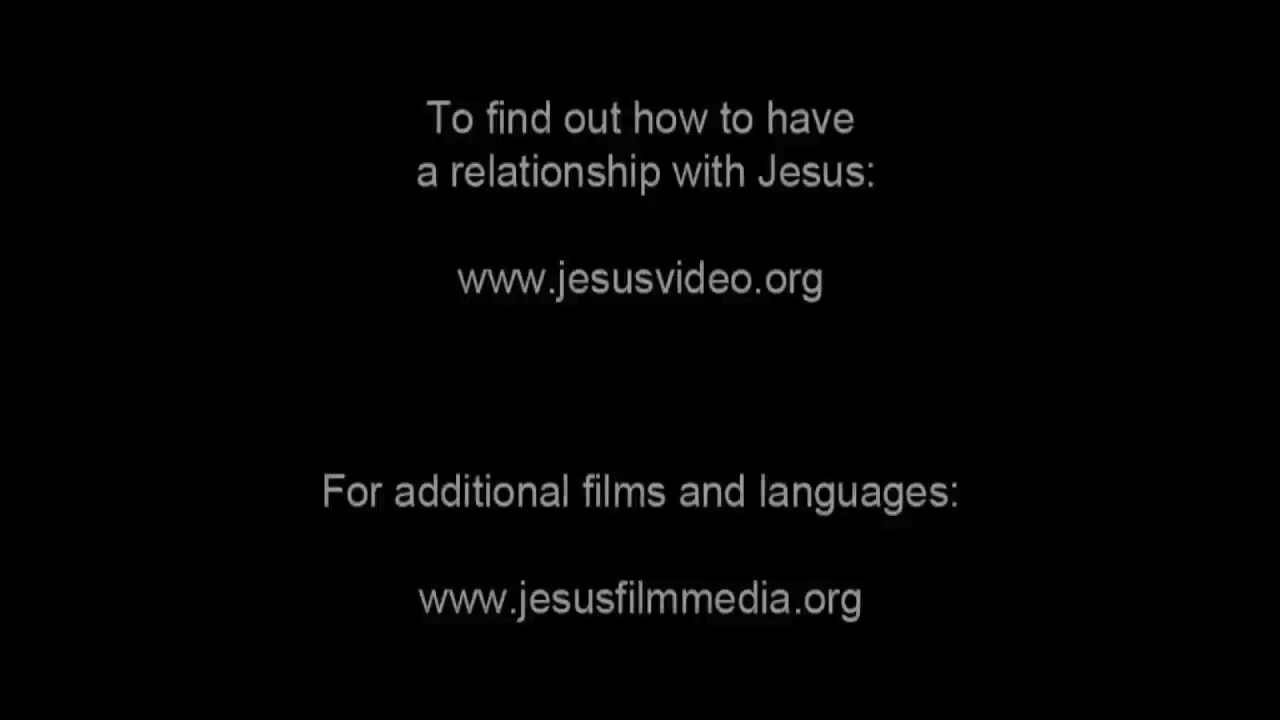 To find out how to have
a relationship with Jesus:
www.jesusvideo.org
For additional films and languages:
www.jesusfilmmedia.org